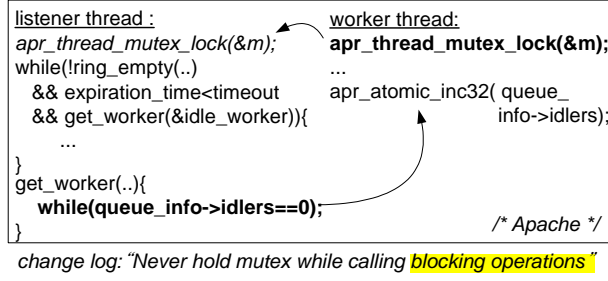 listener thread :
apr_thread_mutex_lock(&m);
while(!ring_empty(..)
&& expiration_time<timeout
&& get_worker(&idle_worker)){
...
}
get_worker(..){
while(queue_info->idlers==0);
}
worker thread:
apr_thread_mutex_lock(&m);
...
apr_atomic_inc32( queue_
info->idlers);
/* Apache */
change log: “Never hold mutex while calling blocking operations”